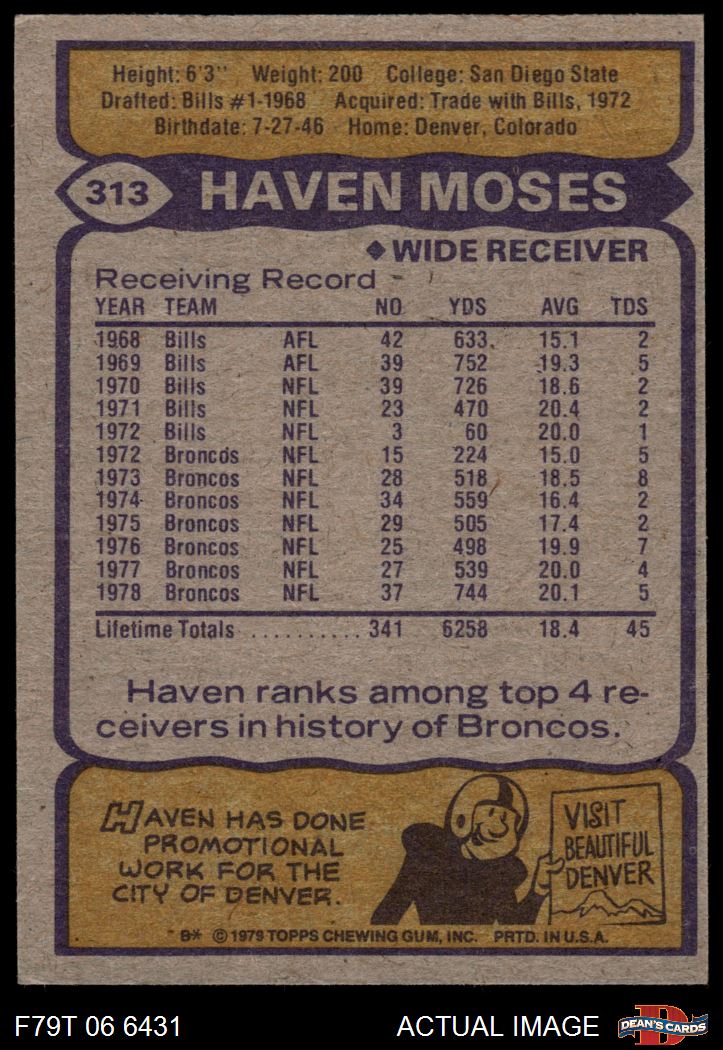 Height: 6'3" Weight: 200 College: San Diego State
Drafted: Bills #1-1968 Acquired: Trade with Bills, 1972
Birthdate: 7-27-46 Home: Denver, Colorado
313 HAVEN MOSES
◆ WIDE RECEIVER
Receiving Record
YEAR TEAM NO YDS AVG TDS
1968 Bills AFL 42 633 15.1 2
1969 Bills AFL 39 752 19.3 5
1970 Bills NFL 39 726 18.6 2
1971 Bills NFL 23 470 20.4 2
1972 Bills NFL 3 60 20.0 1
1972 Broncos NFL 15 224 15.0 5
1973 Broncos NFL 28 518 18.5 8
1974 Broncos NFL 34 559 16.4 2
1975 Broncos NFL 29 505 17.4 2
1976 Broncos NFL 25 498 19.9 7
1977 Broncos NFL 27 539 20.0 4
1978 Broncos NFL 37 744 20.1 5
Lifetime Totals .......... 341 6258 18.4 45
Haven ranks among top 4 re-
ceivers in history of Broncos.
HAVEN HAS DONE
PROMOTIONAL
WORK FOR THE
CITY OF DENVER.
VISIT
BEAUTIFUL
DENVER
B* © 1979 TOPPS CHEWING GUM, INC. PRTD. IN U.S.A.
F79T 06 6431 ACTUAL IMAGE D DEAN'S CARDS